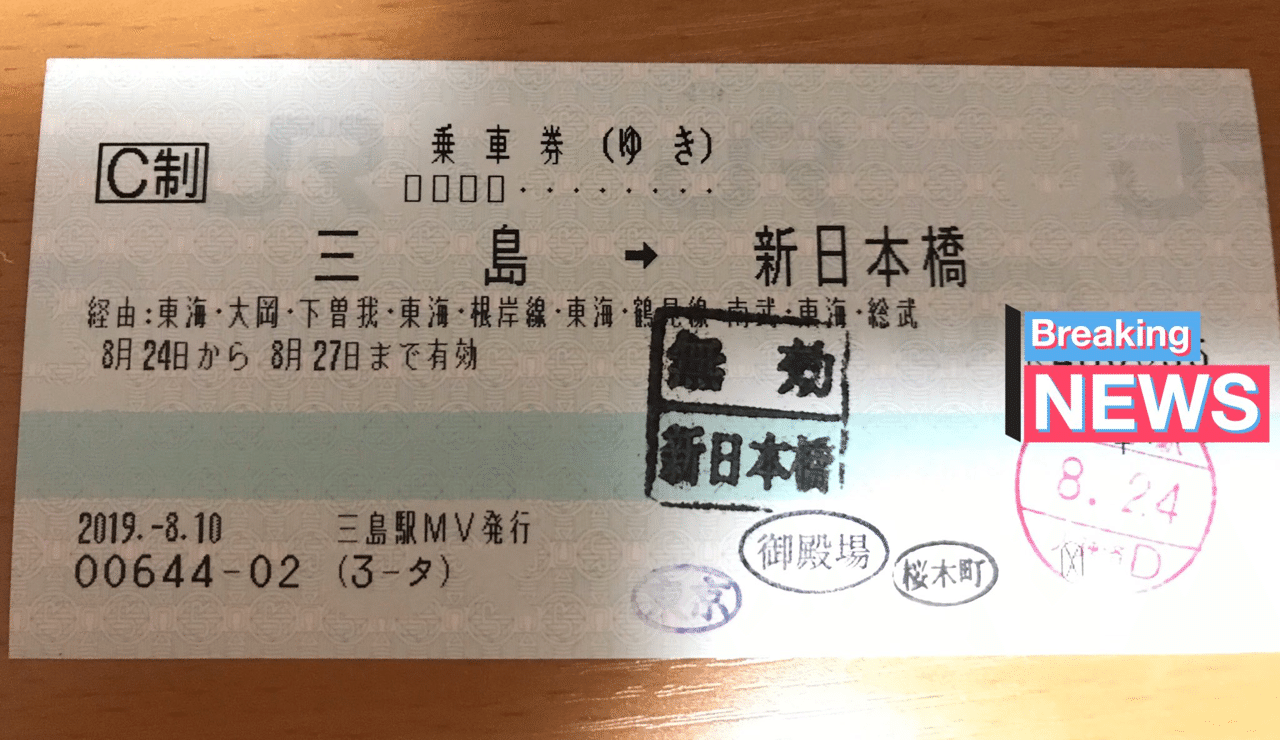 C制
乗車券(ゆき)
□□□□・・・・・・・・
三島→新日本橋
経由:東海・大岡・下曽我・東海・根岸線・東海・鶴見線・南武・東海・総武
8月24日から 8月27日まで有効
Breaking
NEWS
無効
新日本橋
8.24
2019.-8.10 三島駅MV発行
00644-02 (3-タ)
御殿場
桜木町
東京